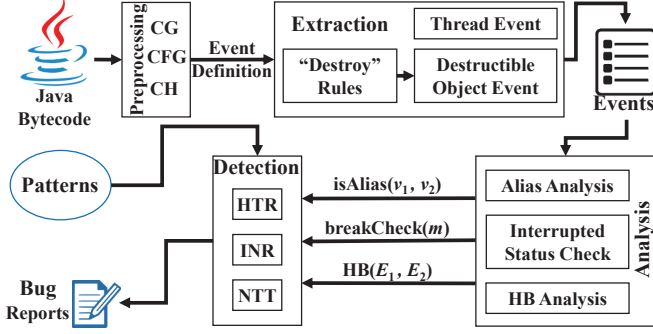 Java
Bytecode
Preprocessing
CG
CFG
CH
Event
Definition
Extraction
Thread Event
"Destroy"
Rules
Destructible
Object Event
Events
Patterns
Detection
HTR
INR
NTT
isAlias(v₁, v₂)
breakCheck(m)
HB(E₁, E₂)
Alias Analysis
Interrupted
Status Check
HB Analysis
Analysis
Bug
Reports